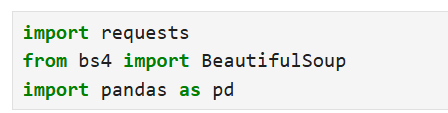 import requests
from bs4 import BeautifulSoup
import pandas as pd